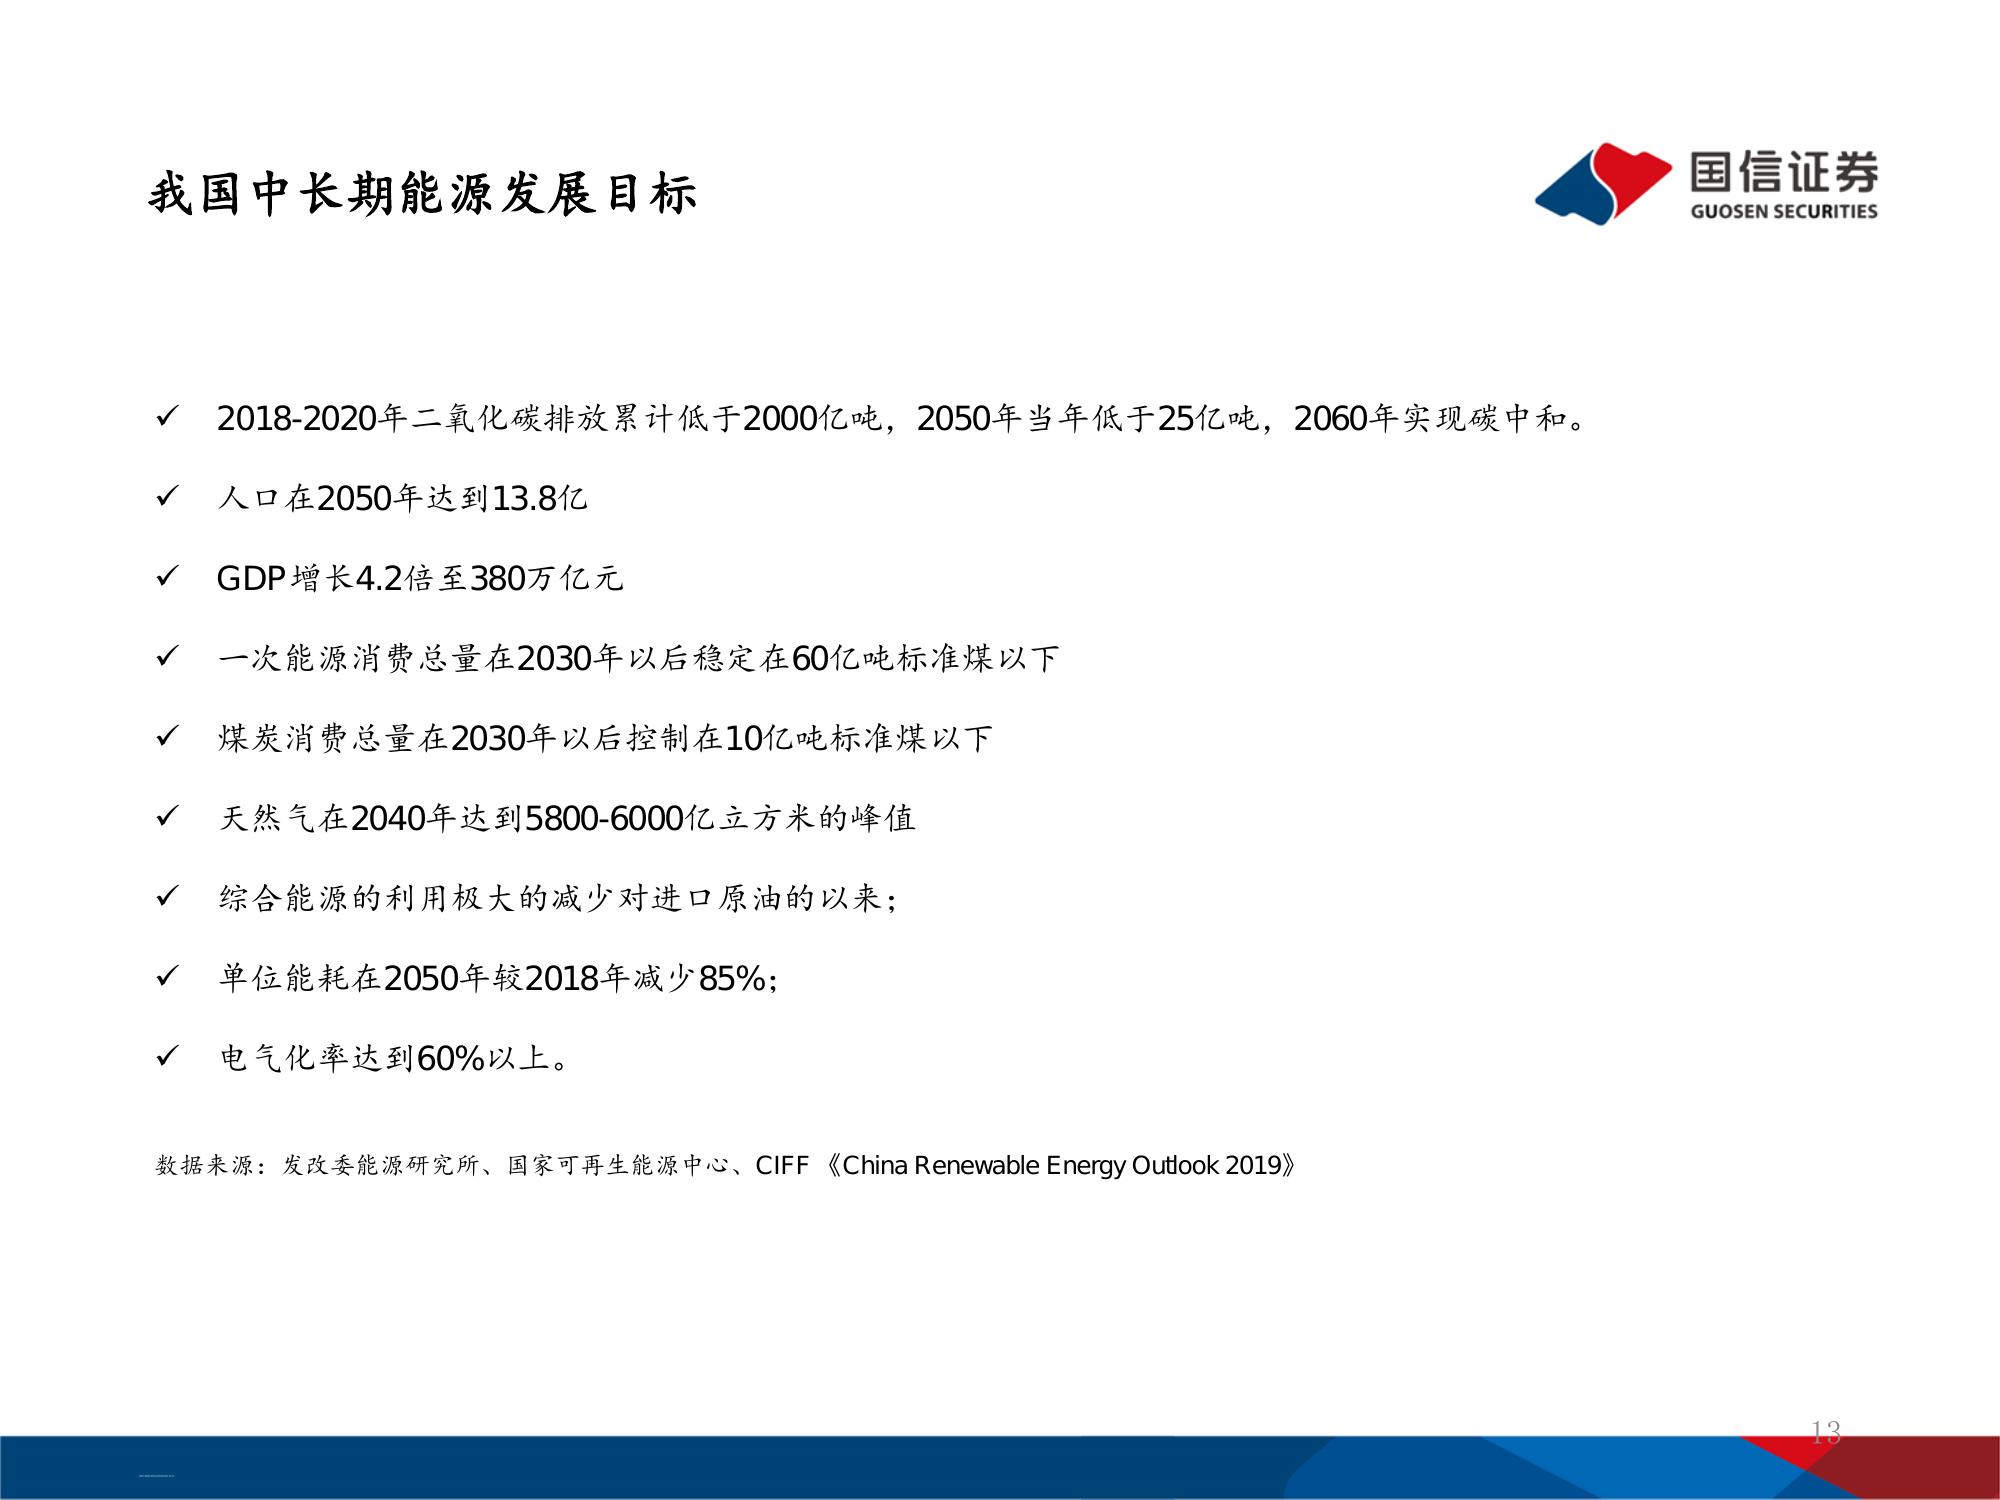 我国中长期能源发展目标
国信证券
GUOSEN SECURITIES
✓ 2018-2020年二氧化碳排放累计低于2000亿吨，2050年当年低于25亿吨，2060年实现碳中和。
✓ 人口在2050年达到13.8亿
✓ GDP增长4.2倍至380万亿元
✓ 一次能源消费总量在2030年以后稳定在60亿吨标准煤以下
✓ 煤炭消费总量在2030年以后控制在10亿吨标准煤以下
✓ 天然气在2040年达到5800-6000亿立方米的峰值
✓ 综合能源的利用极大的减少对进口原油的以来；
✓ 单位能耗在2050年较2018年减少85%；
✓ 电气化率达到60%以上。
数据来源：发改委能源研究所、国家可再生能源中心、CIFF《China Renewable Energy Outlook 2019》
13